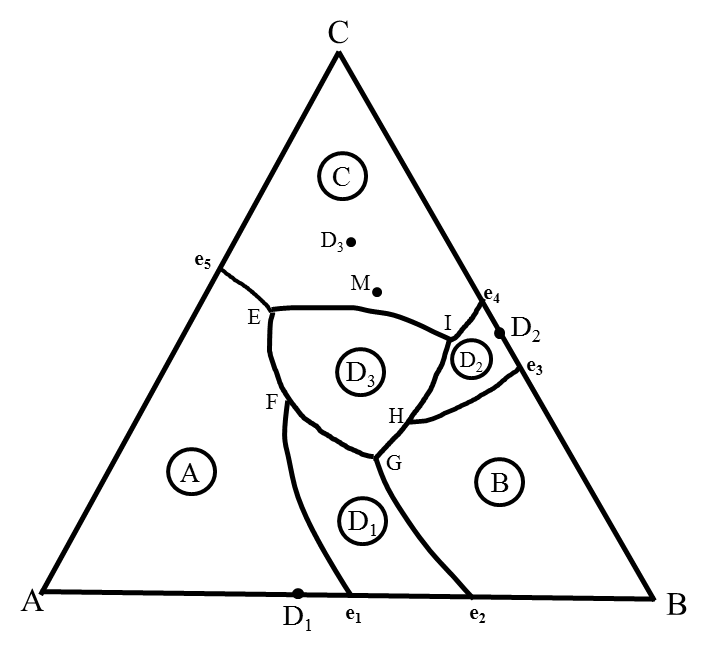 C
C
D₃
e₅
M
E
I
e₄
D₂
D₃
D₂
e₃
F
H
G
A
B
D₁
A
D₁
e₁
e₂
B